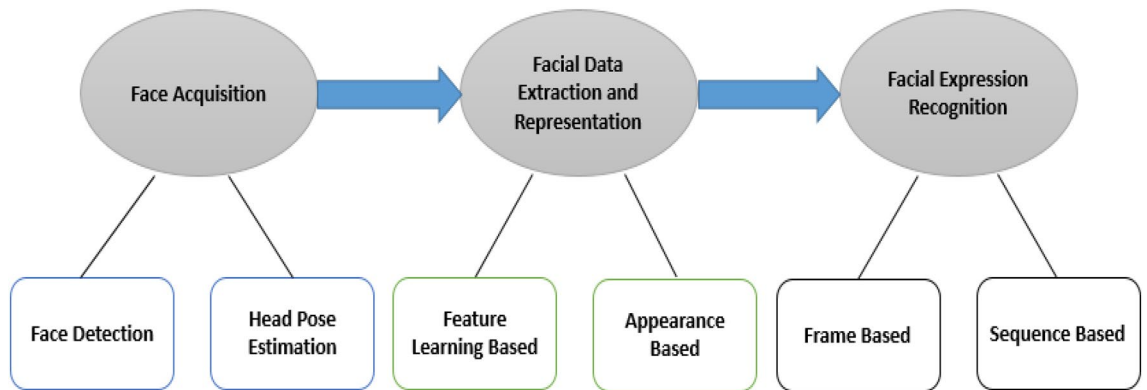 Face Acquisition
Facial Data
Extraction and
Representation
Facial Expression
Recognition
Face Detection
Head Pose
Estimation
Feature
Learning Based
Appearance
Based
Frame Based
Sequence Based